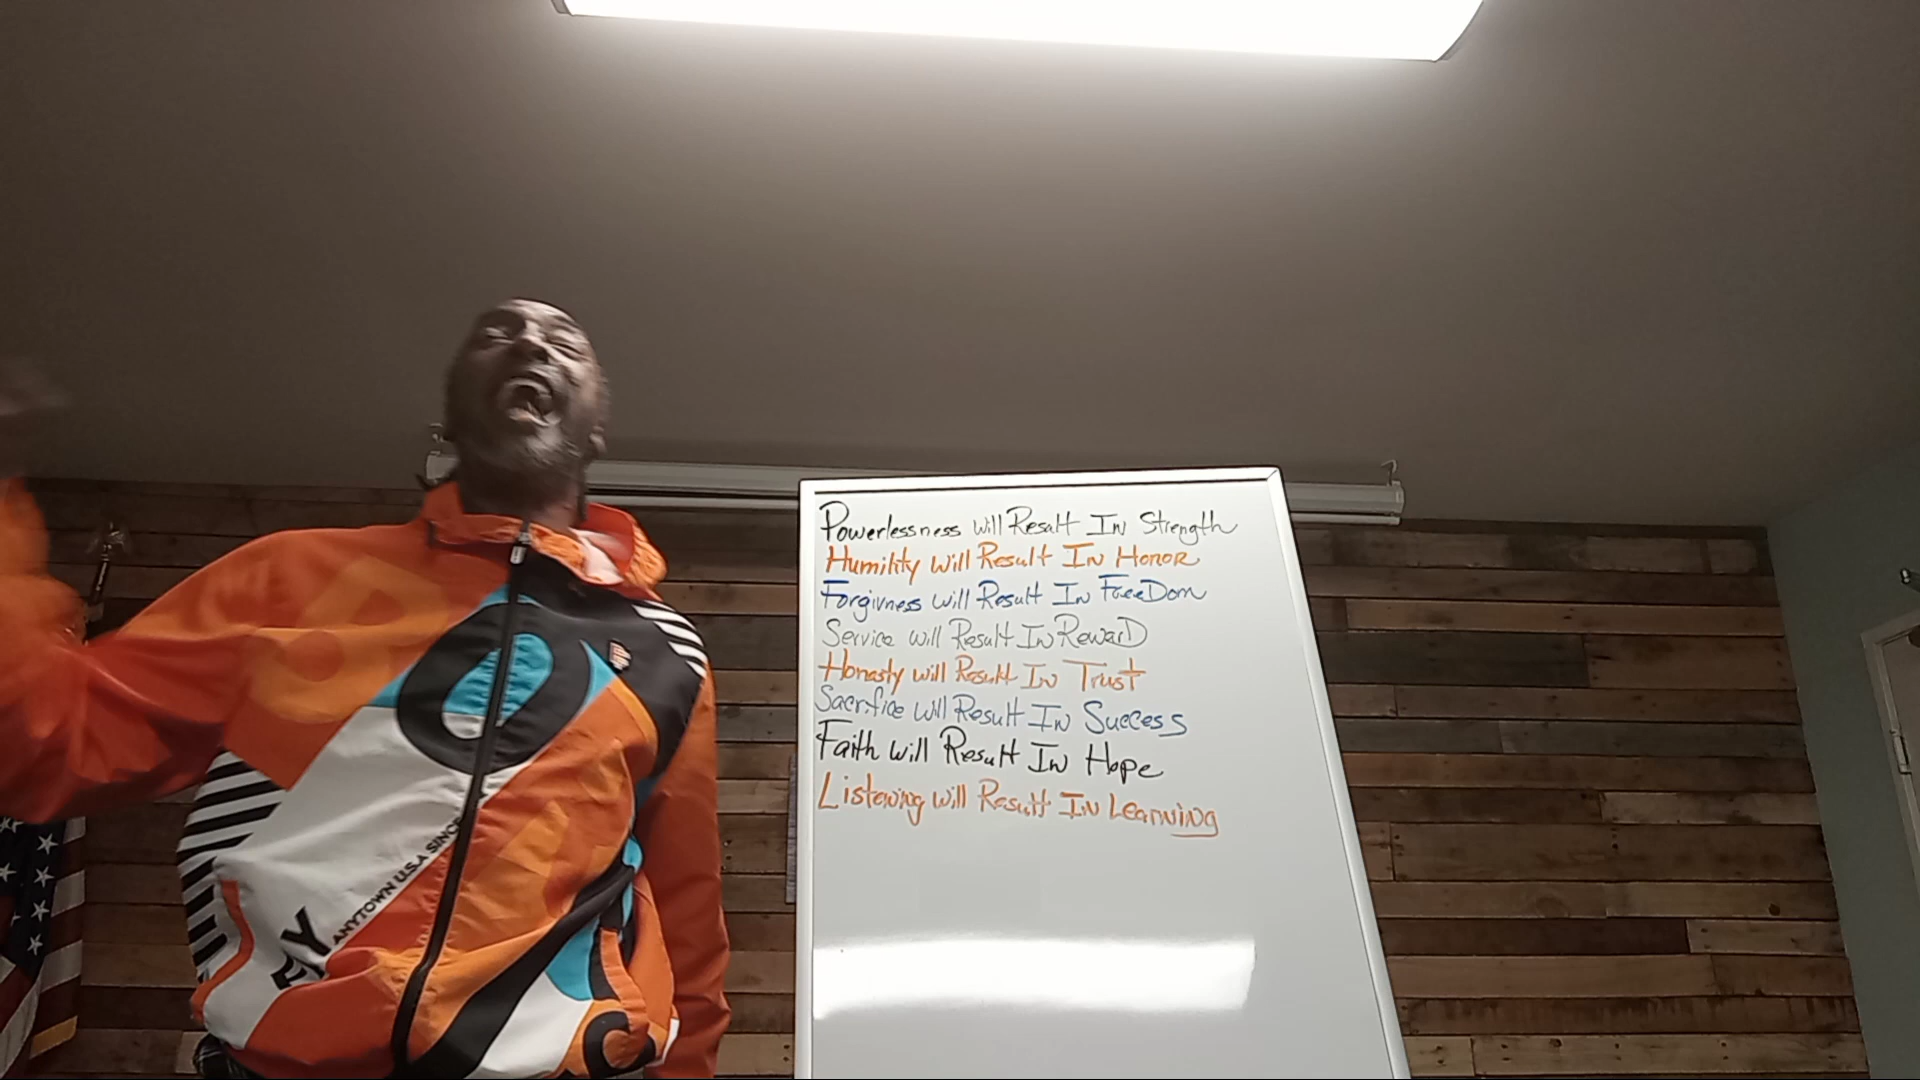 Powerlessness will Result In Strength
Humility will Result In Honor
Forgivness will Result In FreeDom
Service will Result In RewarD
Honesty will Result In Trust
Sacrifice will Result In Success
Faith will Result In Hope
Listening will Result In Learning
ANYTOWN U.S.A SINCE